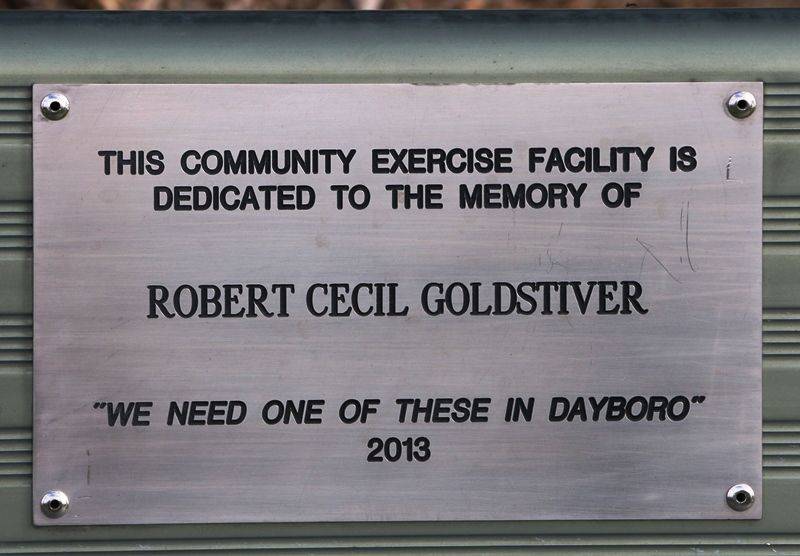 THIS COMMUNITY EXERCISE FACILITY IS
DEDICATED TO THE MEMORY OF
ROBERT CECIL GOLDSTIVER
"WE NEED ONE OF THESE IN DAYBORO"
2013